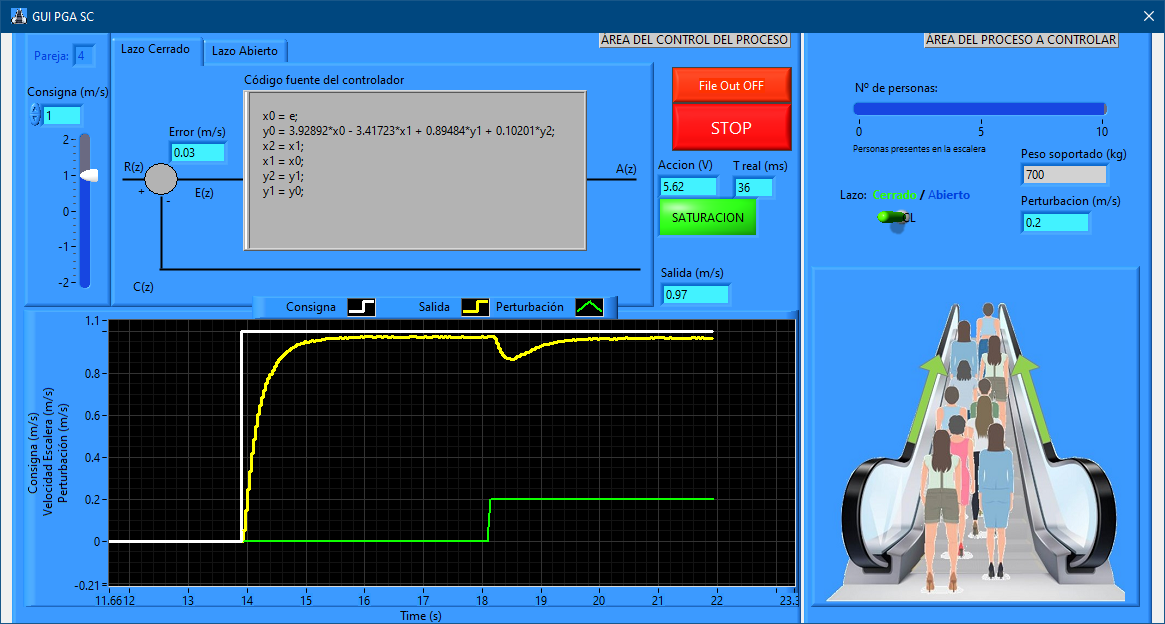 GUI PGA SC
Pareja: 4
Lazo Cerrado
Lazo Abierto
AREA DEL CONTROL DEL PROCESO
AREA DEL PROCESO A CONTROLAR
Consigna (m/s)
1
2
1
0
-1
-2
Código fuente del controlador
x0 = e;
y0 = 3.92892*x0 - 3.41723*x1 + 0.89484*y1 + 0.10201*y2;
x2 = x1;
x1 = x0;
y2 = y1;
y1 = y0;
Error (m/s)
0.03
R(z)
+
-
E(z)
A(z)
C(z)
File Out OFF
STOP
Accion (V)
5.62
T real (ms)
36
SATURACION
Salida (m/s)
0.97
Nº de personas:
0 5 10
Personas presentes en la escalera
Peso soportado (kg)
700
Lazo: Cerrado / Abierto
OL
Perturbacion (m/s)
0.2
Consigna Salida Perturbación
Consigna (m/s)
Velocidad Escalera (m/s)
Perturbación (m/s)
1.1
0.8
0.6
0.4
0.2
0
-0.21
11.66 12 13 14 15 16 17 18 19 20 21 22 23.3
Time (s)